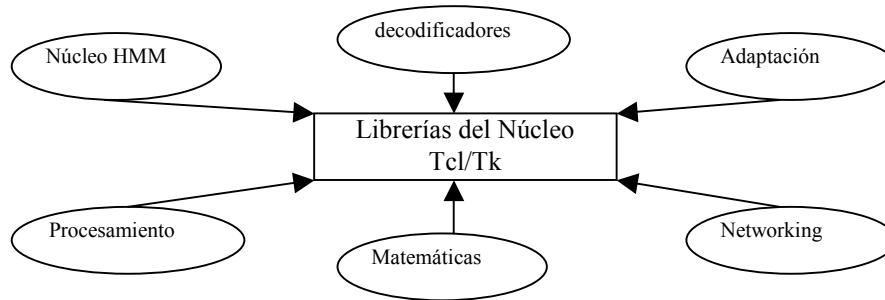 decodificadores
Núcleo HMM
Adaptación
Librerías del Núcleo
Tcl/Tk
Procesamiento
Matemáticas
Networking